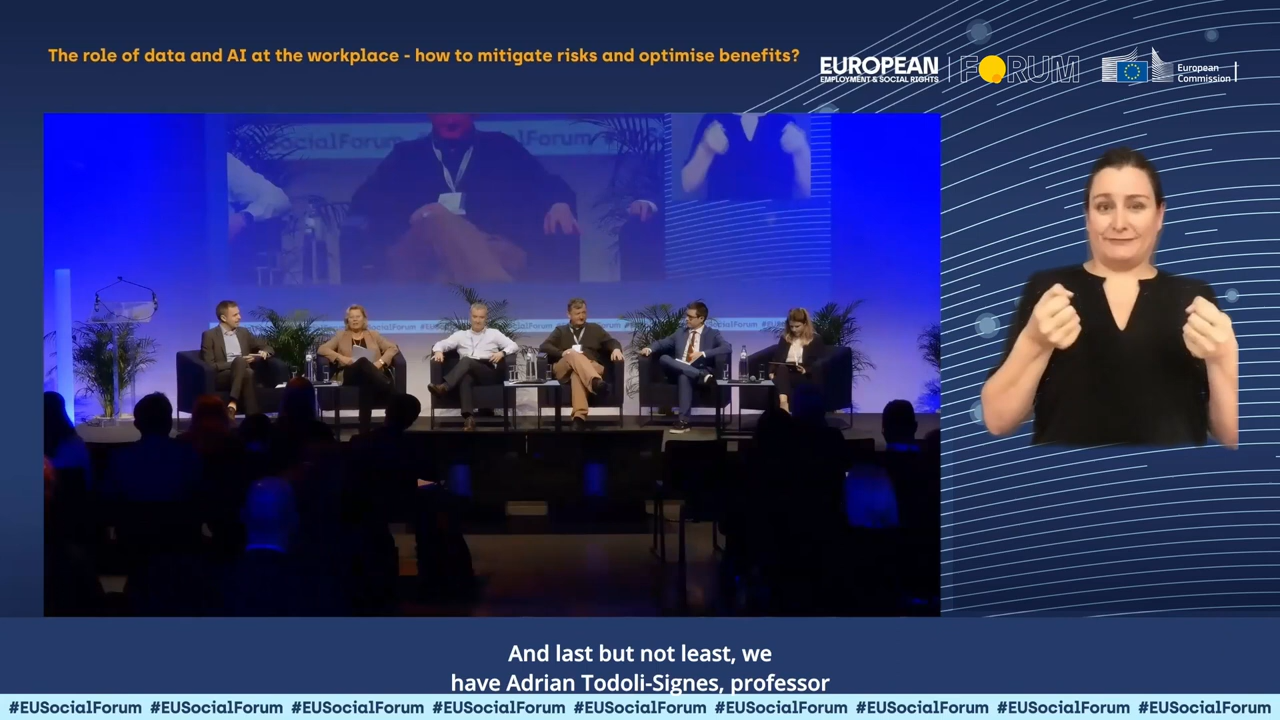 The role of data and AI at the workplace - how to mitigate risks and optimise benefits?
EUROPEAN
EMPLOYMENT & SOCIAL RIGHTS
FORUM
European
Commission
SocialForum
#EUSocialForum
And last but not least, we
have Adrian Todoli-Signes, professor
#EUSocialForum #EUSocialForum #EUSocialForum #EUSocialForum #EUSocialForum #EUSocialForum #EUSocialForum #EUSocialForum #EUSocialForum